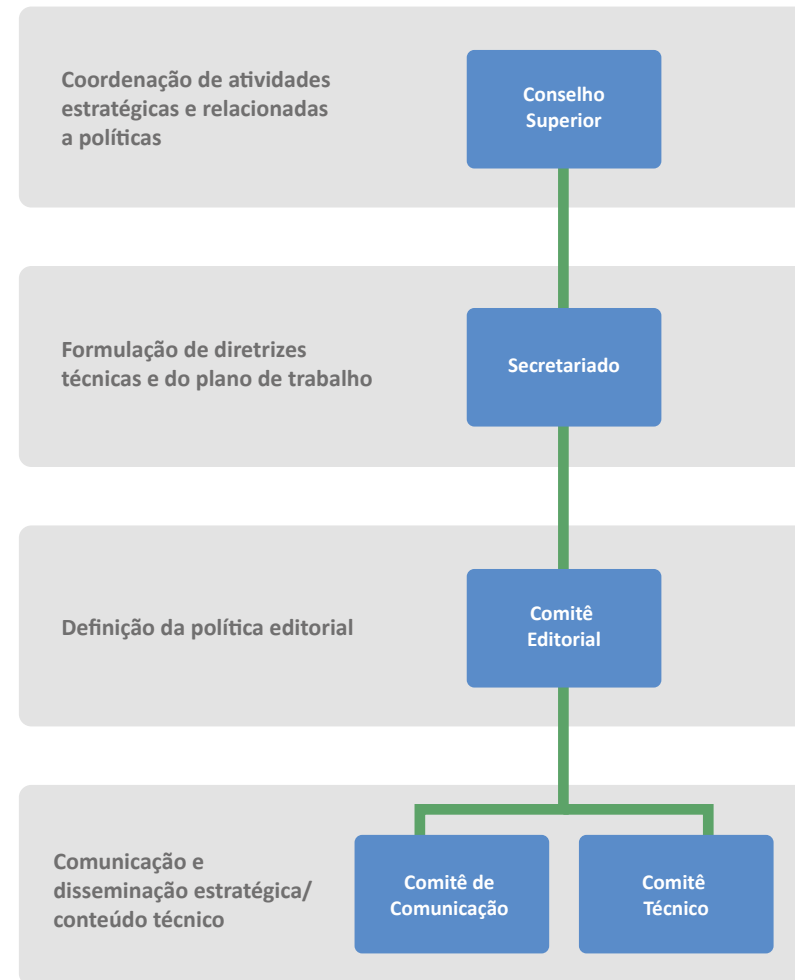 Coordenação de atividades
estratégicas e relacionadas
a políticas
Conselho
Superior
Formulação de diretrizes
técnicas e do plano de trabalho
Secretariado
Definição da política editorial
Comitê
Editorial
Comunicação e
disseminação estratégica/
conteúdo técnico
Comitê de
Comunicação
Comitê
Técnico